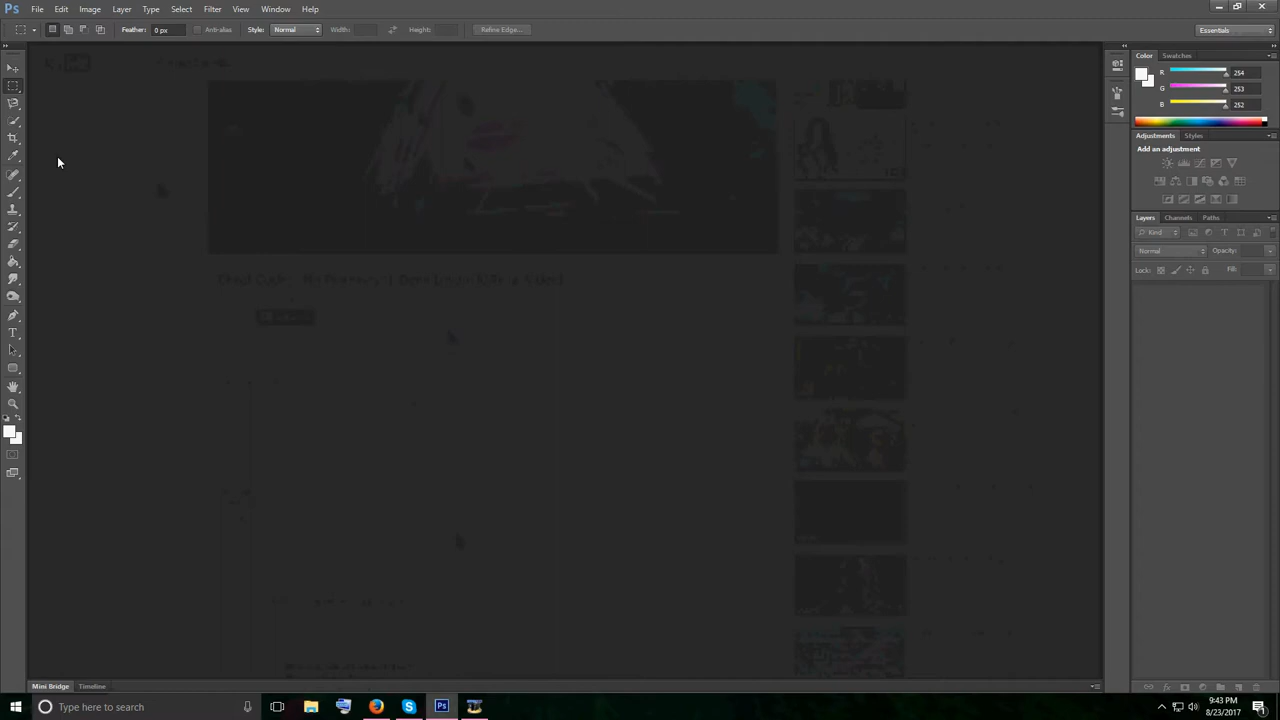 Ps File Edit Image Layer Type Select Filter View Window Help
Feather: 0 px Anti-alias Style: Normal Width: Height: Refine Edge... Essentials
Color Swatches
R 254
G 253
B 252
Adjustments Styles
Add an adjustment
Layers Channels Paths
Kind
Normal Opacity:
Lock: Fill:
Mini Bridge Timeline
Type here to search
9:43 PM
8/23/2017